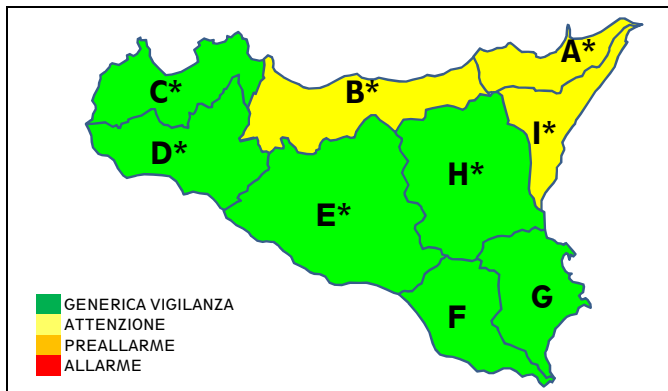 A*
B*
C*
I*
D*
H*
E*
G
F
GENERICA VIGILANZA
ATTENZIONE
PREALLARME
ALLARME